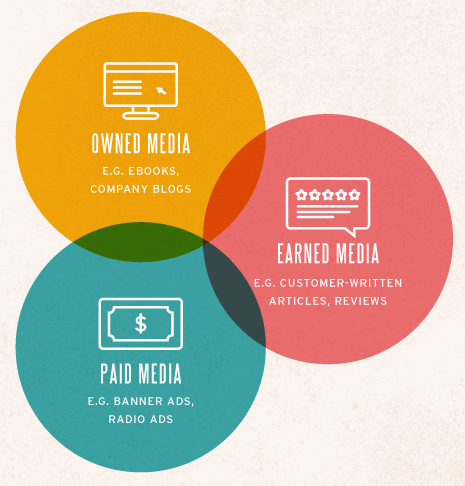 OWNED MEDIA
E.G. EBOOKS,
COMPANY BLOGS
EARNED MEDIA
E.G. CUSTOMER-WRITTEN
ARTICLES, REVIEWS
$
PAID MEDIA
E.G. BANNER ADS,
RADIO ADS